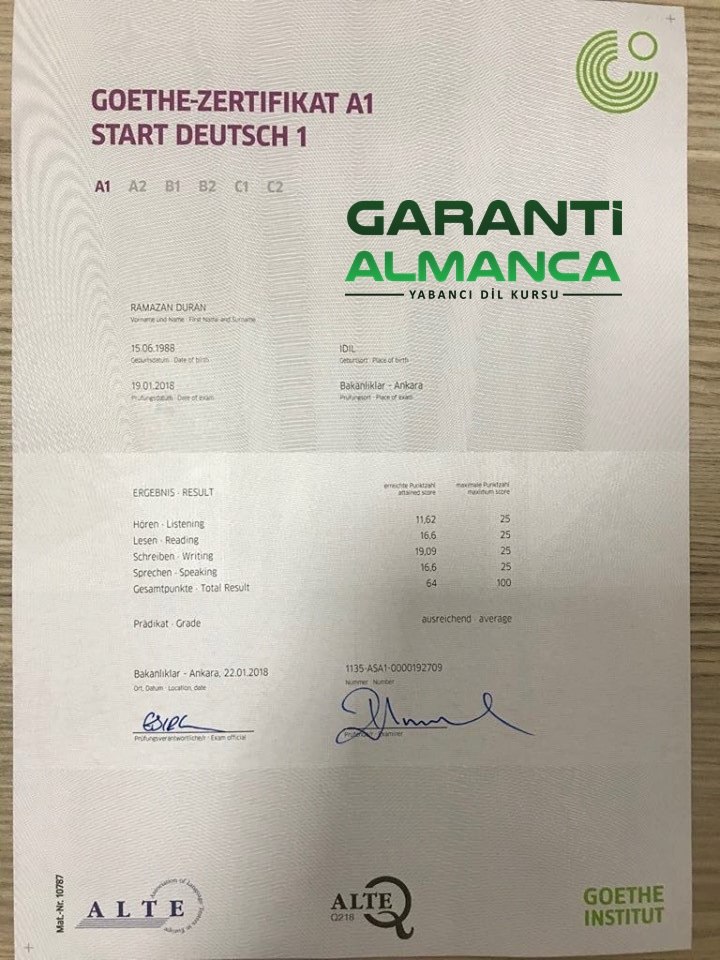 GOETHE-ZERTIFIKAT A1
START DEUTSCH 1
A1 A2 B1 B2 C1 C2
GARANTi
ALMANCA
YABANCI DİL KURSU
RAMAZAN DURAN
Vorname und Name · First Name and Surname
15.06.1988 IDIL
Geburtsdatum · Date of birth Geburtsort · Place of birth
19.01.2018 Bakanlıklar - Ankara
Prüfungsdatum · Date of exam Prüfungsort · Place of exam
ERGEBNIS · RESULT erreichte Punktzahl maximale Punktzahl
attained score maximum score
Hören · Listening 11,62 25
Lesen · Reading 16,6 25
Schreiben · Writing 19,09 25
Sprechen · Speaking 16,6 25
Gesamtpunkte · Total Result 64 100
Prädikat · Grade ausreichend · average
Bakanlıklar - Ankara, 22.01.2018 1135-ASA1-0000192709
Ort, Datum · Location, date Nummer · Number
Prüfungsverantwortliche/r · Exam official Examiner
Mat.-Nr. 10787
ALTE
Association of Language Testers in Europe
ALTE
Q218
GOETHE
INSTITUT